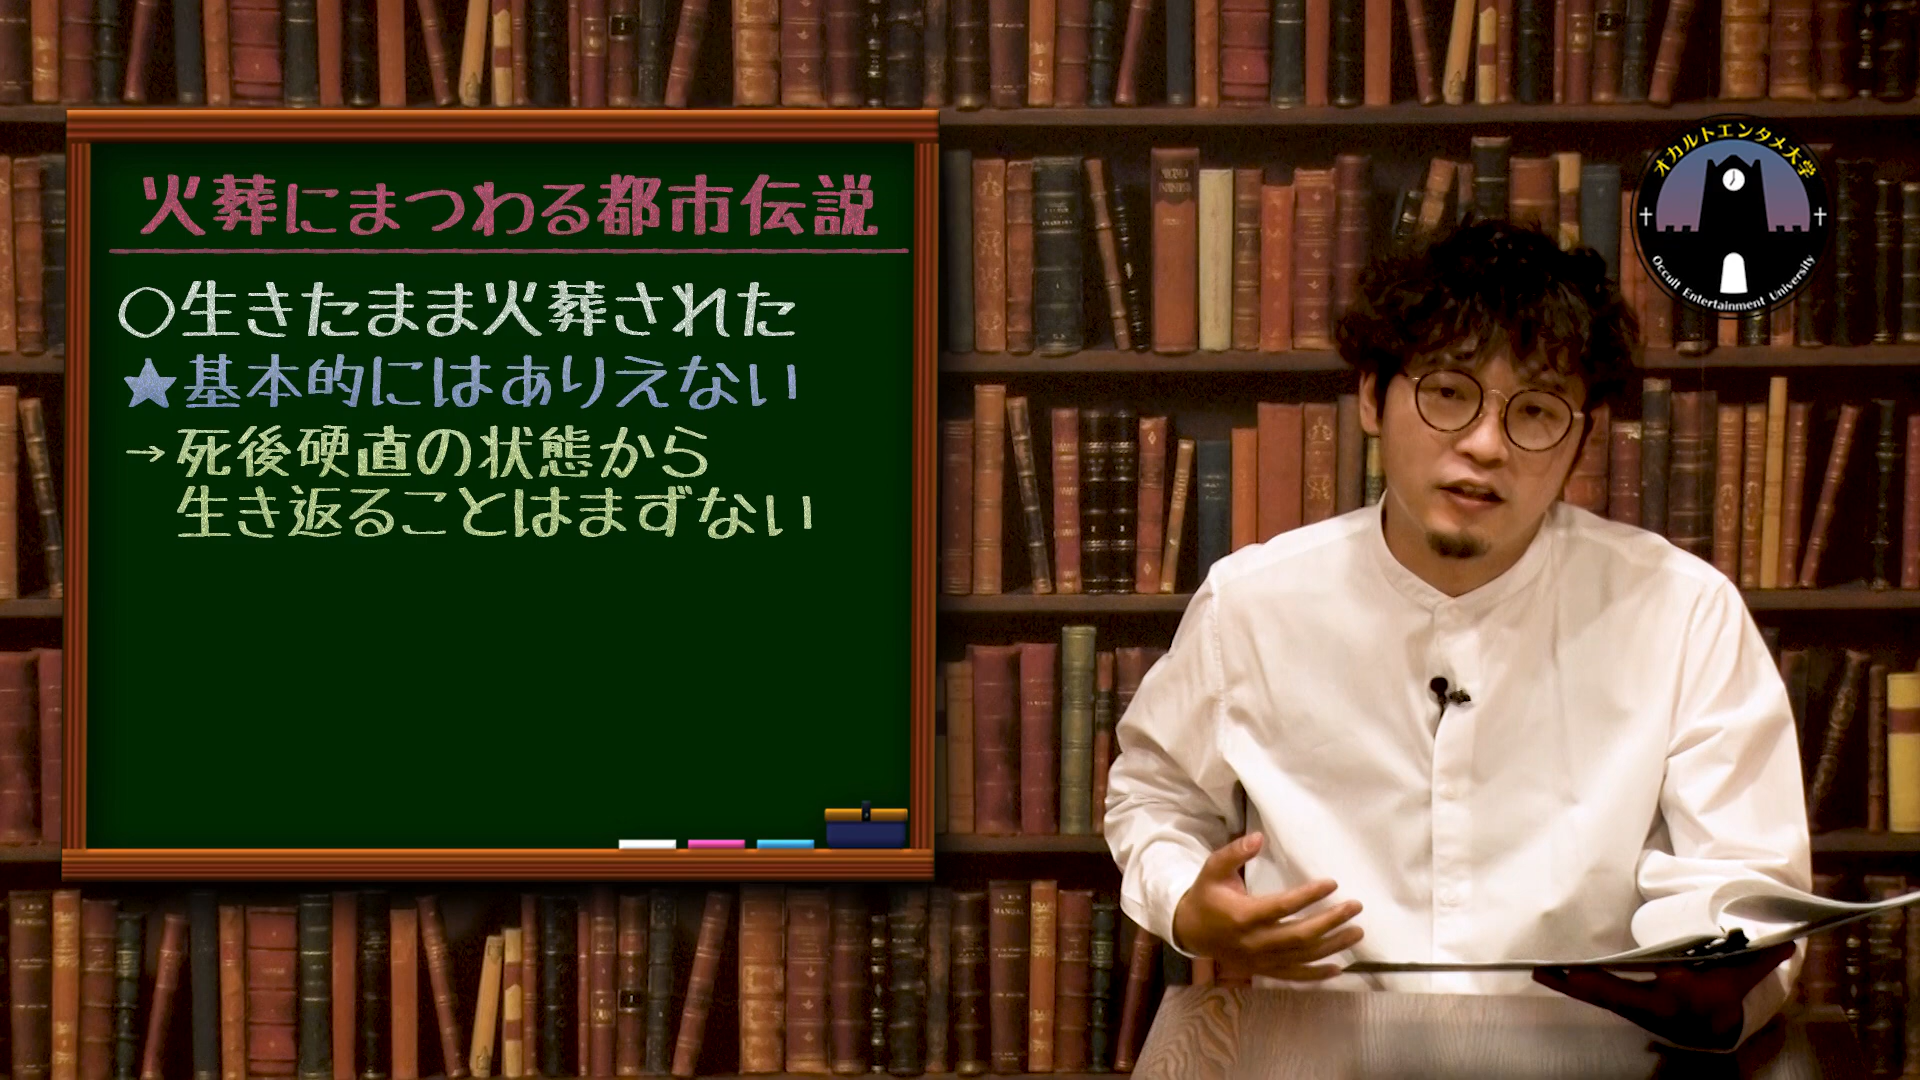 火葬にまつわる都市伝説
○生きたまま火葬された
★基本的にはありえない
→死後硬直の状態から
生き返ることはまずない
オカルトエンタメ大学
Occult Entertainment University